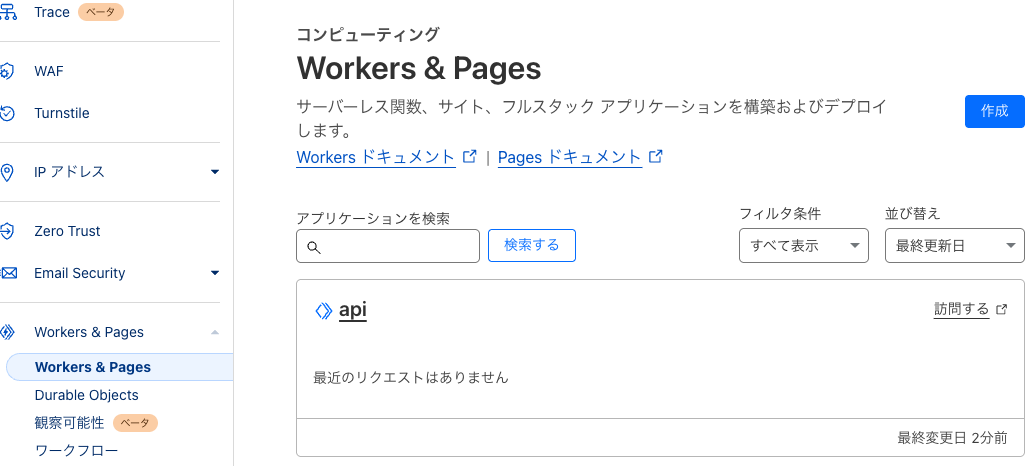 Trace ベータ
WAF
Turnstile
IP アドレス
Zero Trust
Email Security
Workers & Pages
Workers & Pages
Durable Objects
観察可能性 ベータ
ワークフロー
コンピューティング
Workers & Pages
サーバーレス関数、サイト、フルスタック アプリケーションを構築およびデプロイ
します。
作成
Workers ドキュメント | Pages ドキュメント
アプリケーションを検索
検索する
フィルタ条件
すべて表示
並び替え
最終更新日
api
訪問する
最近のリクエストはありません
最終変更日 2分前